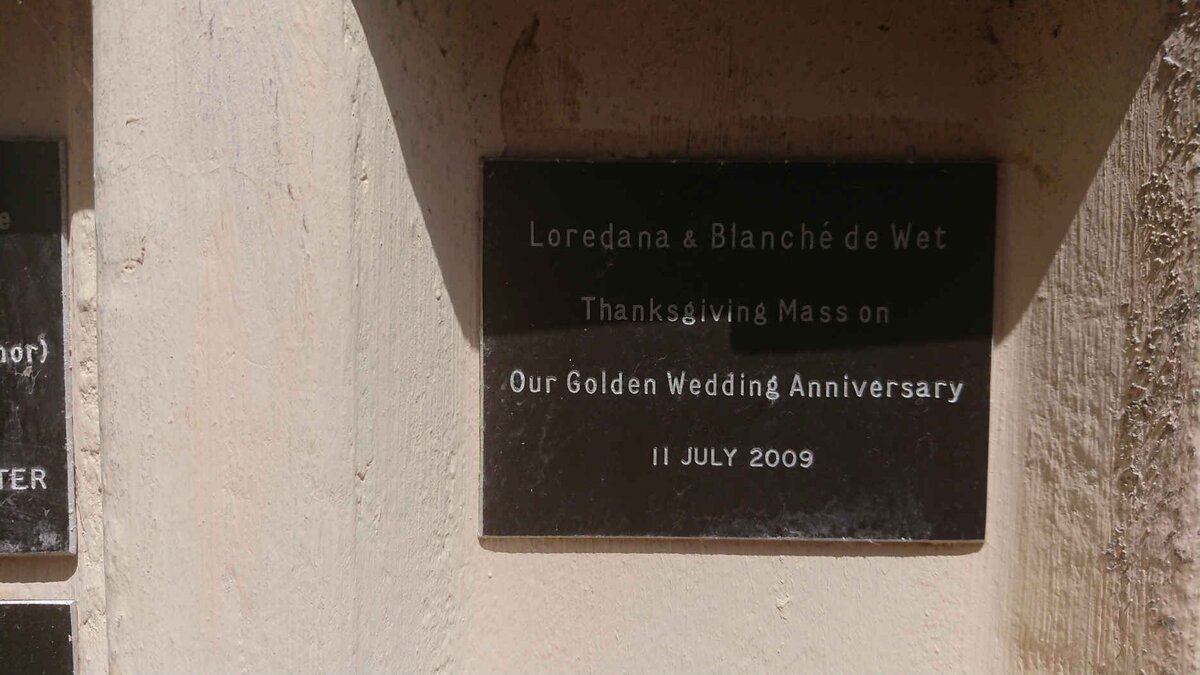 Loredana & Blanché de Wet
Thanksgiving Mass on
Our Golden Wedding Anniversary
11 JULY 2009